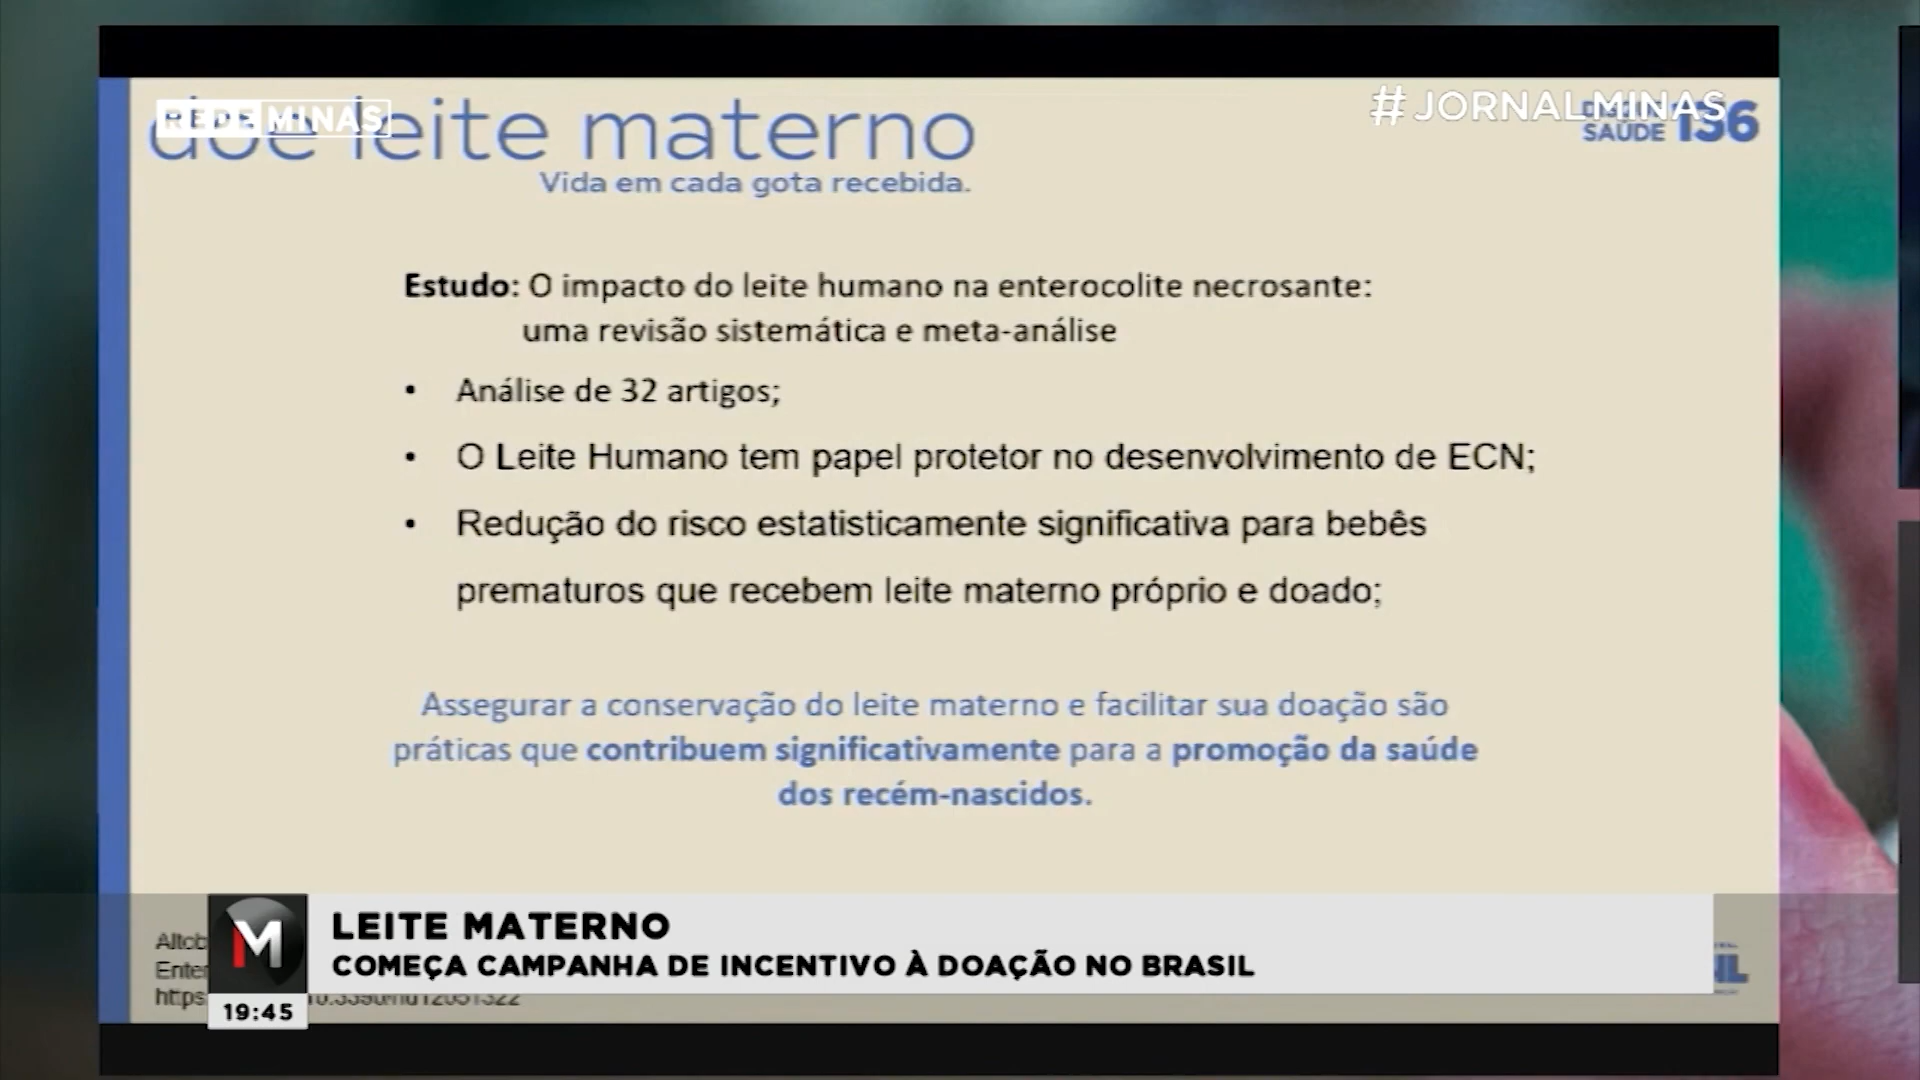 REDE MINAS
#JORNALMINAS
doe leite materno
SAÚDE 136
Vida em cada gota recebida.
Estudo: O impacto do leite humano na enterocolite necrosante:
uma revisão sistemática e meta-análise
• Análise de 32 artigos;
• O Leite Humano tem papel protetor no desenvolvimento de ECN;
• Redução do risco estatisticamente significativa para bebês
prematuros que recebem leite materno próprio e doado;
Assegurar a conservação do leite materno e facilitar sua doação são
práticas que contribuem significativamente para a promoção da saúde
dos recém-nascidos.
M
LEITE MATERNO
COMEÇA CAMPANHA DE INCENTIVO À DOAÇÃO NO BRASIL
19:45